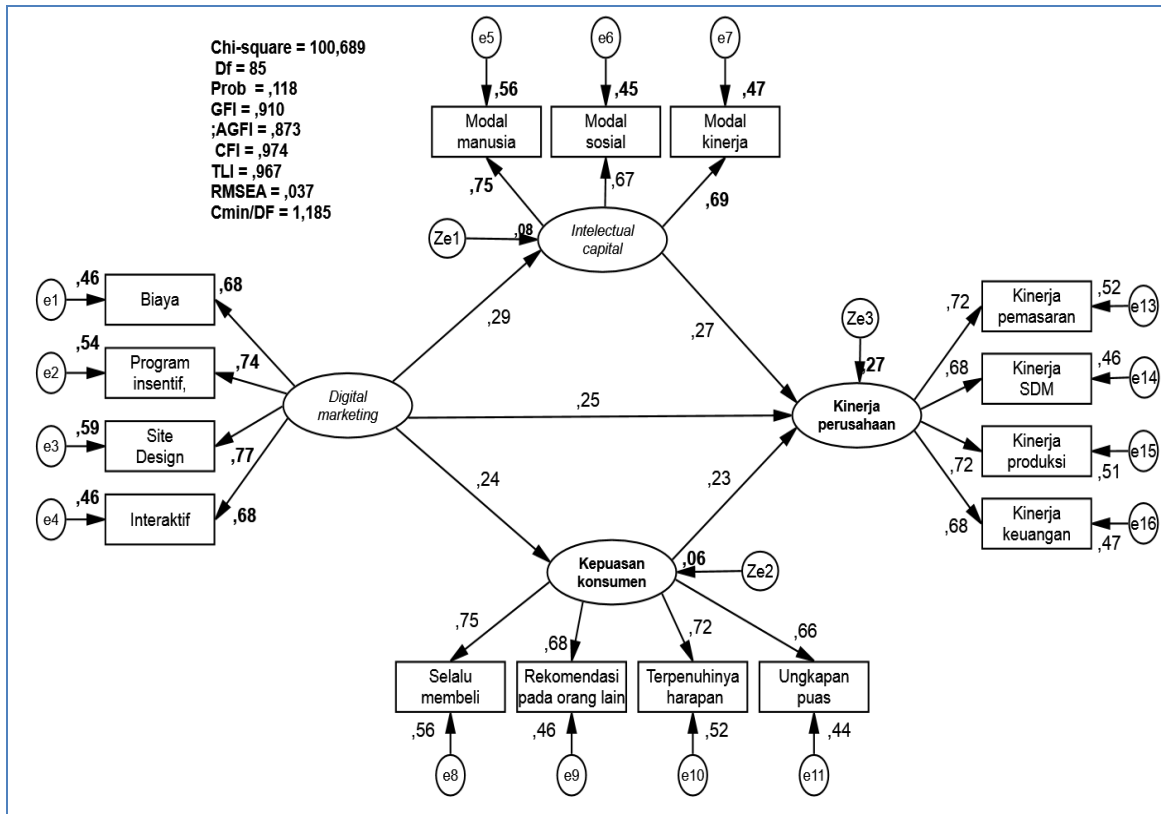 Chi-square = 100,689
Df = 85
Prob = ,118
GFI = ,910
;AGFI = ,873
CFI = ,974
TLI = ,967
RMSEA = ,037
Cmin/DF = 1,185
e5
e6
e7
,56
,45
,47
Modal
manusia
Modal
sosial
Modal
kinerja
,75
,67
,69
Ze1
,08
Intelectual
capital
e1
,46
Biaya
,68
e2
,54
Program
insentif,
,74
e3
,59
Site
Design
,77
e4
,46
Interaktif
,68
Digital
marketing
,29
,27
,25
,24
,23
Ze3
,27
Kinerja
perusahaan
,72
Kinerja
pemasaran
,52
e13
,68
Kinerja
SDM
,46
e14
,72
Kinerja
produksi
,51
e15
,68
Kinerja
keuangan
,47
e16
Kepuasan
konsumen
,06
Ze2
,75
,68
,72
,66
Selalu
membeli
Rekomendasi
pada orang lain
Terpenuhinya
harapan
Ungkapan
puas
,56
,46
,52
,44
e8
e9
e10
e11